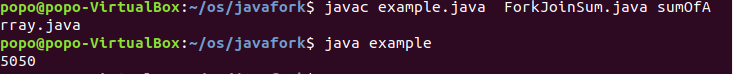 popo@popo-VirtualBox:~/os/javafork$ javac example.java  ForkJoinSum.java sumOfA
rray.java
popo@popo-VirtualBox:~/os/javafork$ java example
5050